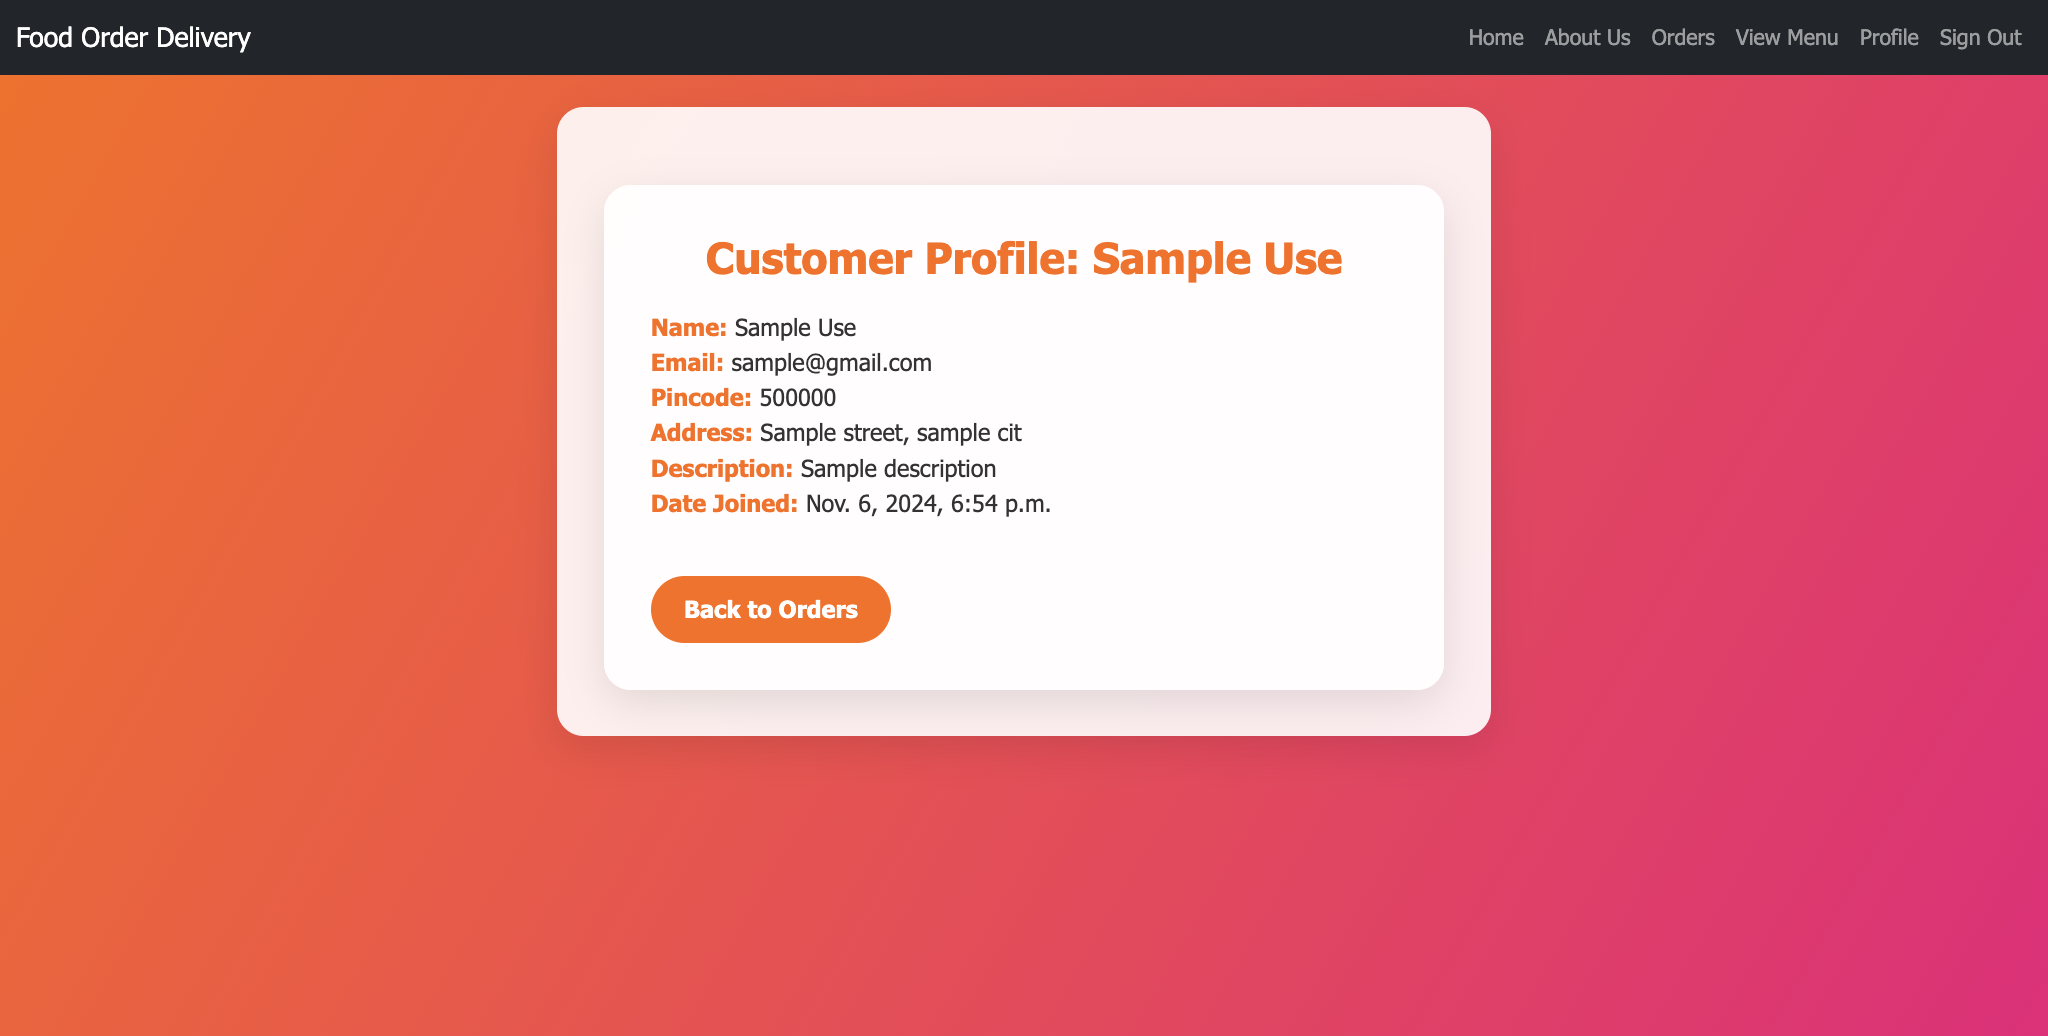 Food Order Delivery
Home About Us Orders View Menu Profile Sign Out
Customer Profile: Sample Use
Name: Sample Use
Email: sample@gmail.com
Pincode: 500000
Address: Sample street, sample cit
Description: Sample description
Date Joined: Nov. 6, 2024, 6:54 p.m.
Back to Orders